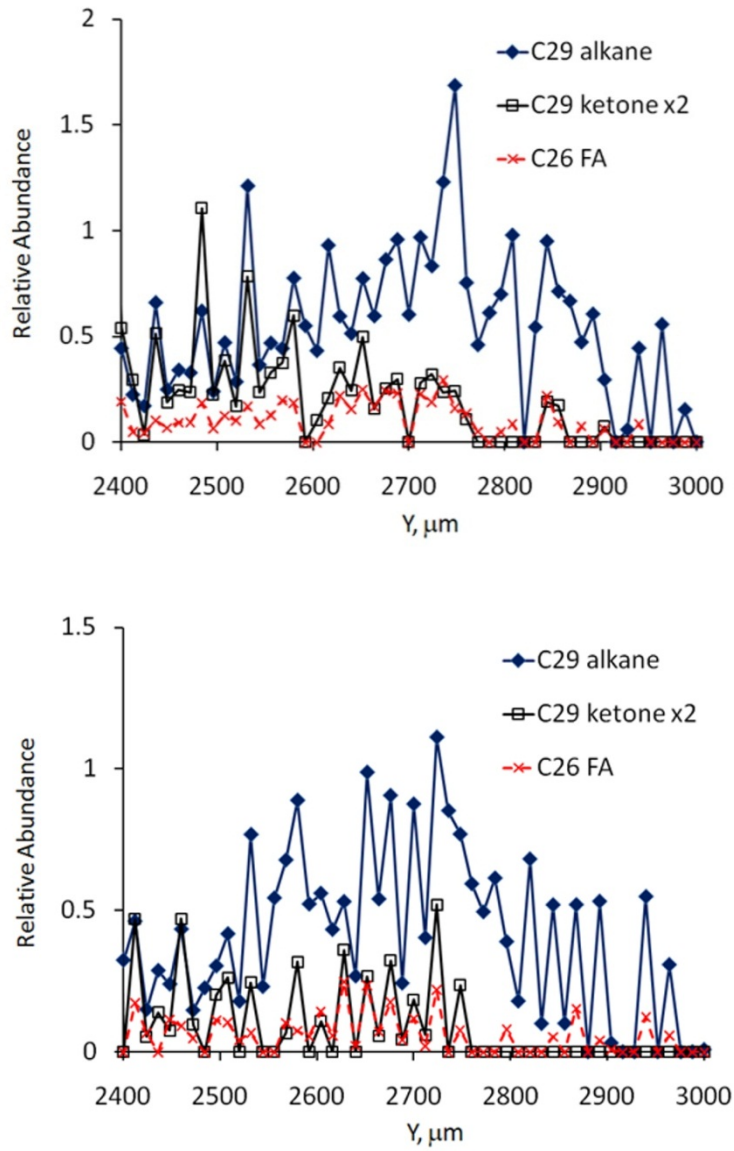 2
1.5
1
0.5
0
Relative Abundance
C29 alkane
C29 ketone x2
C26 FA
2400 2500 2600 2700 2800 2900 3000
Y, μm
1.5
1
0.5
0
Relative Abundance
C29 alkane
C29 ketone x2
C26 FA
2400 2500 2600 2700 2800 2900 3000
Y, μm